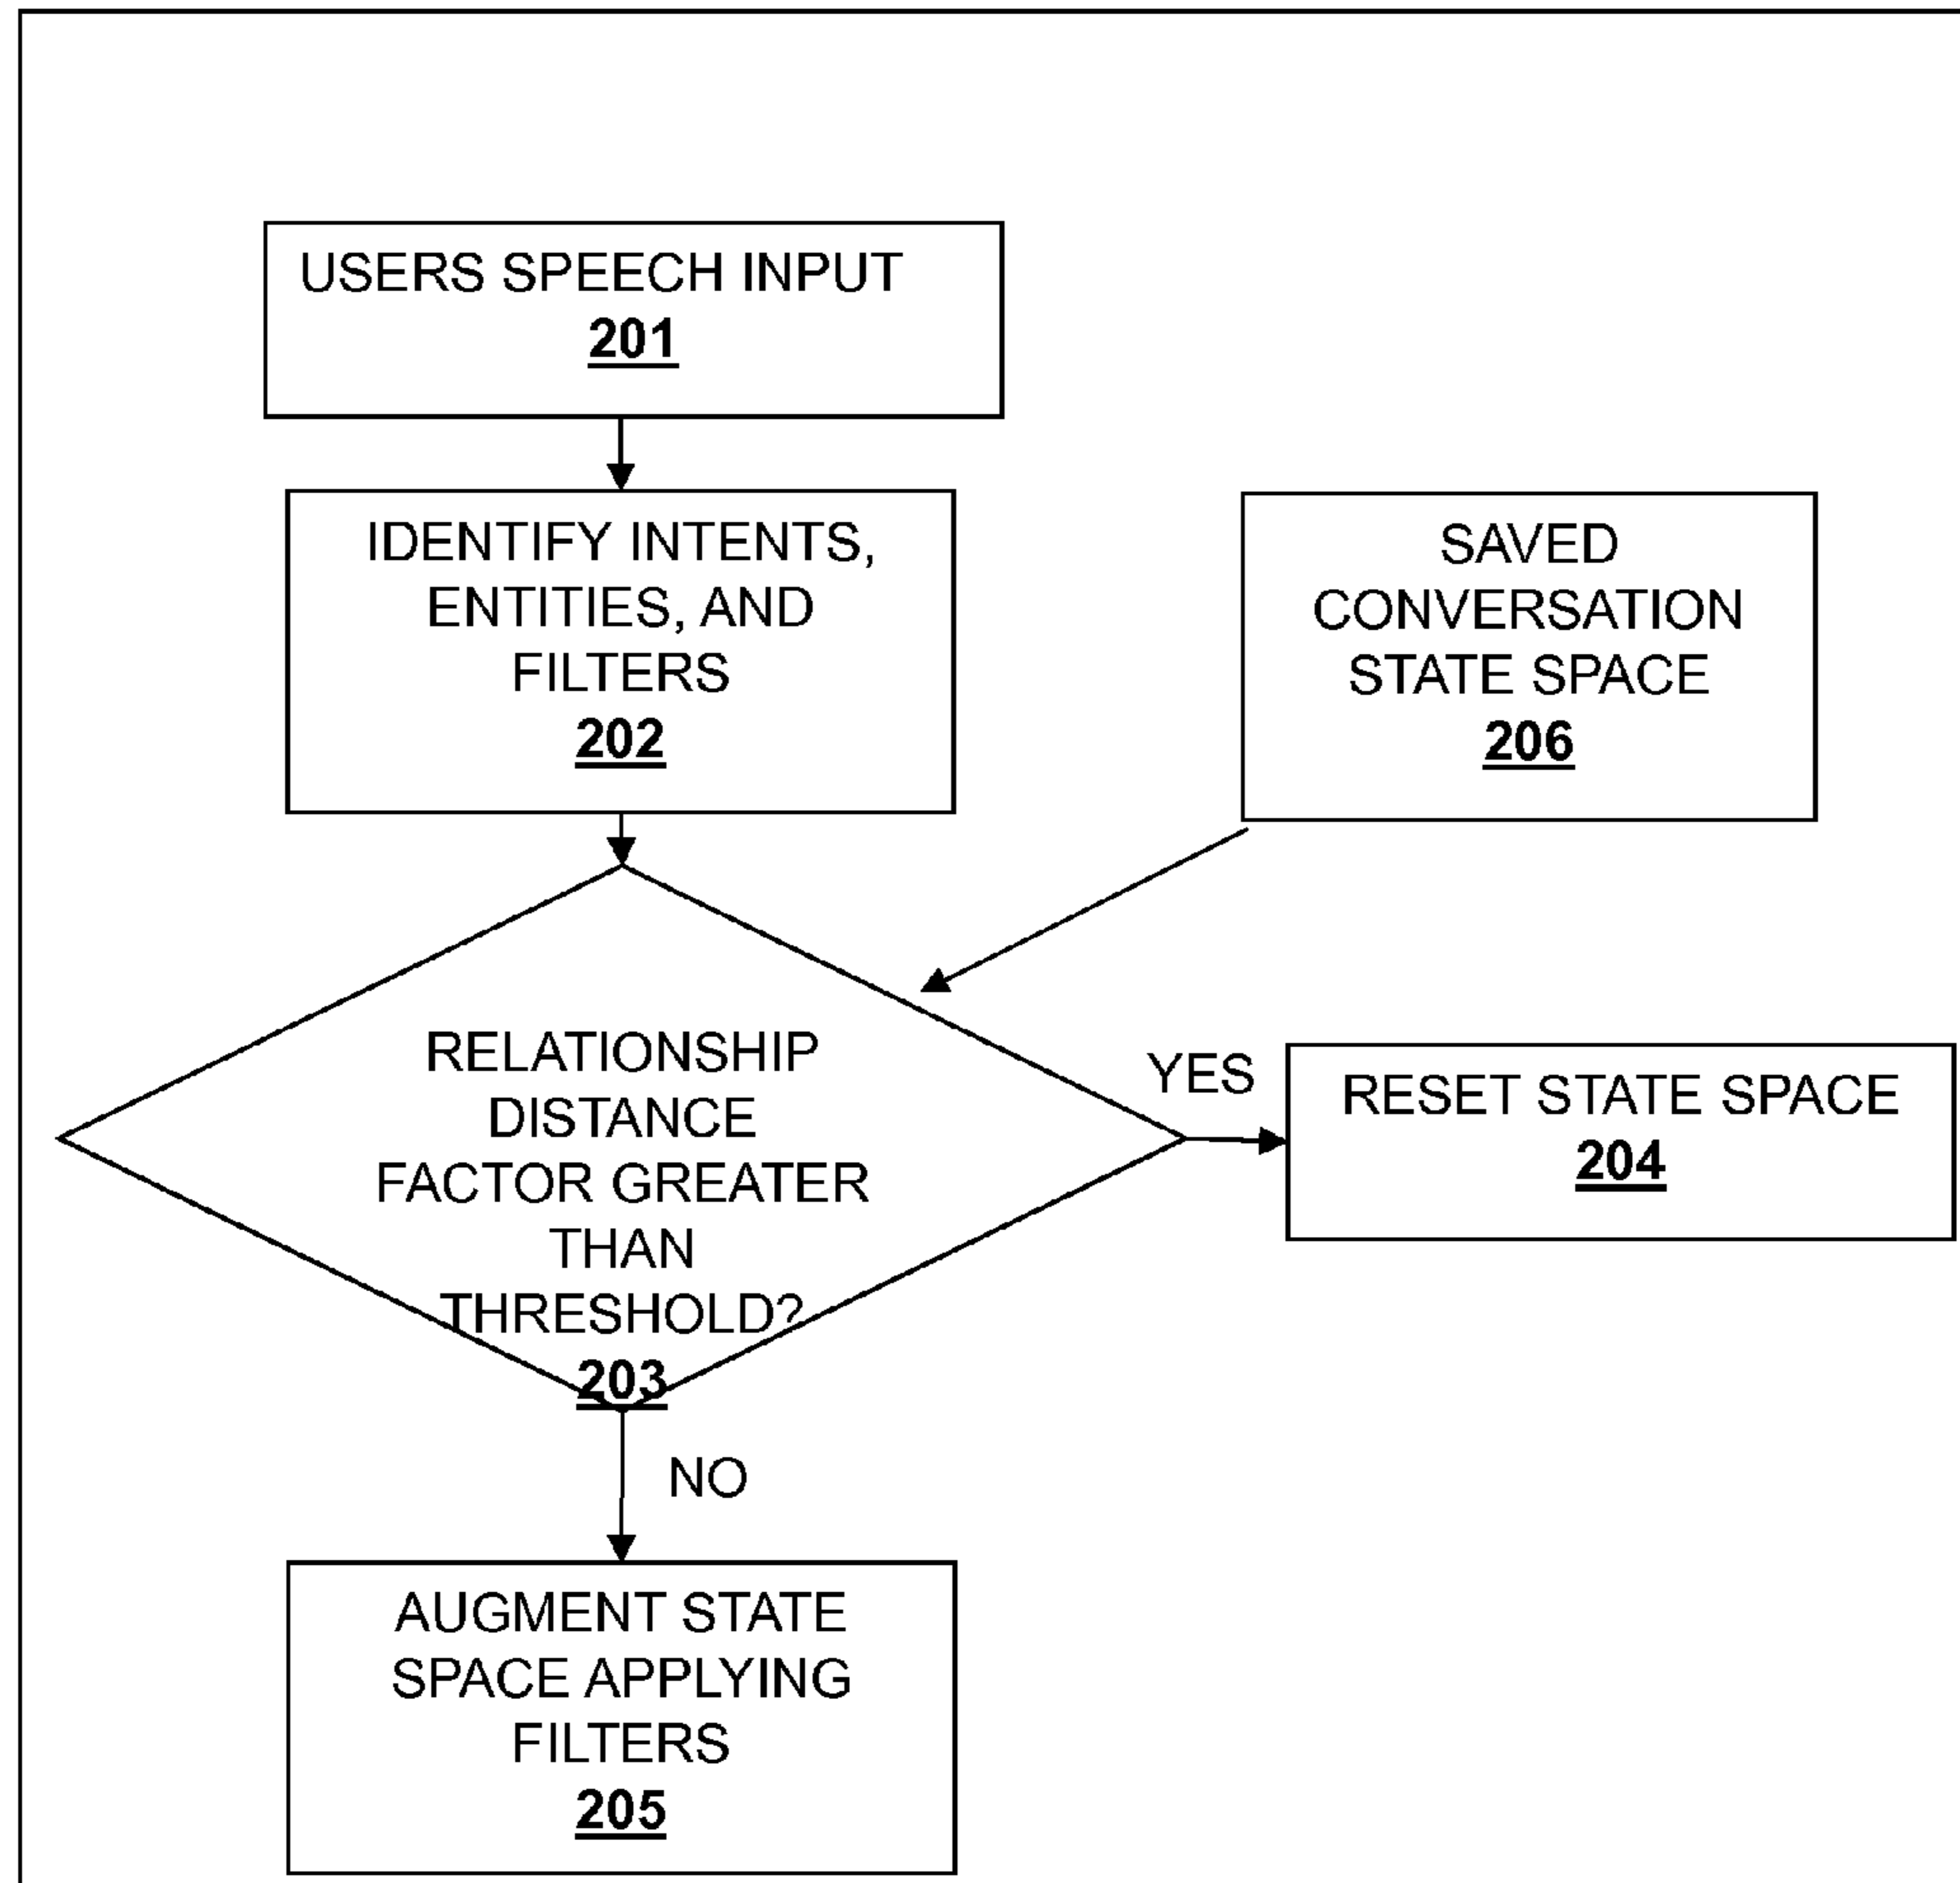 USERS SPEECH INPUT
201
IDENTIFY INTENTS,
ENTITIES, AND
FILTERS
202
SAVED
CONVERSATION
STATE SPACE
206
RELATIONSHIP
DISTANCE
FACTOR GREATER
THAN
THRESHOLD?
203
YES
RESET STATE SPACE
204
NO
AUGMENT STATE
SPACE APPLYING
FILTERS
205